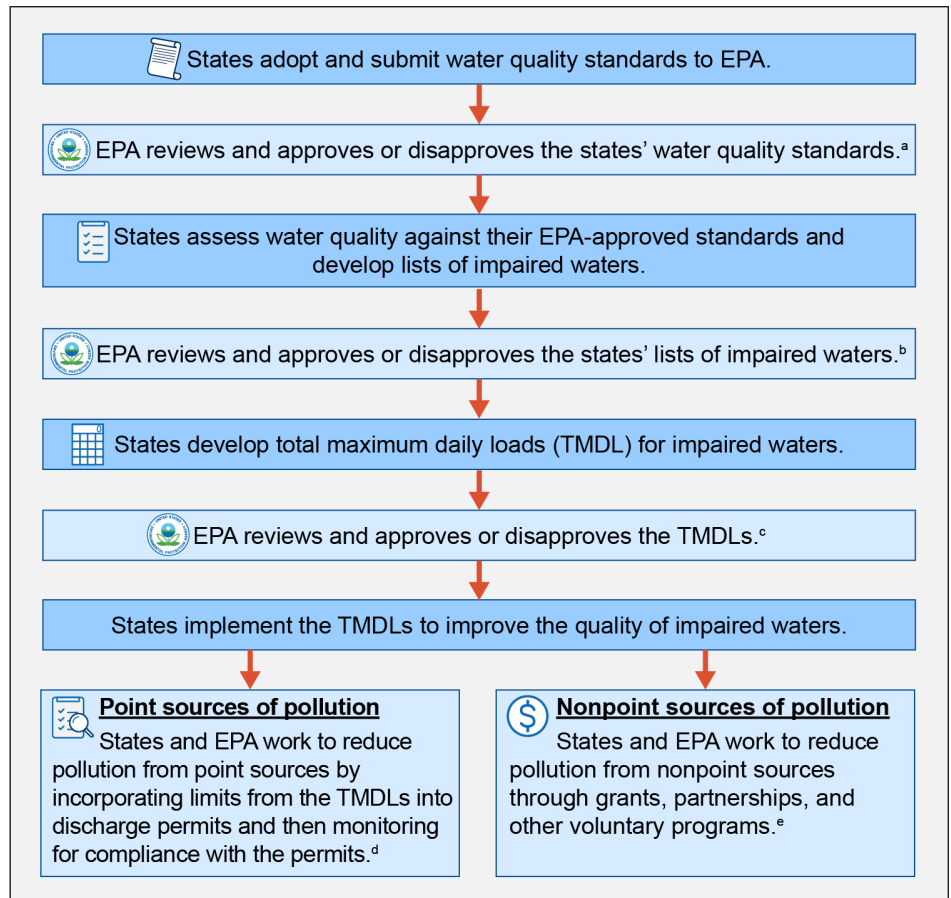 States adopt and submit water quality standards to EPA.
EPA reviews and approves or disapproves the states’ water quality standards.ᵃ
States assess water quality against their EPA-approved standards and
develop lists of impaired waters.
EPA reviews and approves or disapproves the states’ lists of impaired waters.ᵇ
States develop total maximum daily loads (TMDL) for impaired waters.
EPA reviews and approves or disapproves the TMDLs.ᶜ
States implement the TMDLs to improve the quality of impaired waters.
Point sources of pollution
States and EPA work to reduce
pollution from point sources by
incorporating limits from the TMDLs into
discharge permits and then monitoring
for compliance with the permits.ᵈ
Nonpoint sources of pollution
States and EPA work to reduce
pollution from nonpoint sources
through grants, partnerships, and
other voluntary programs.ᵉ